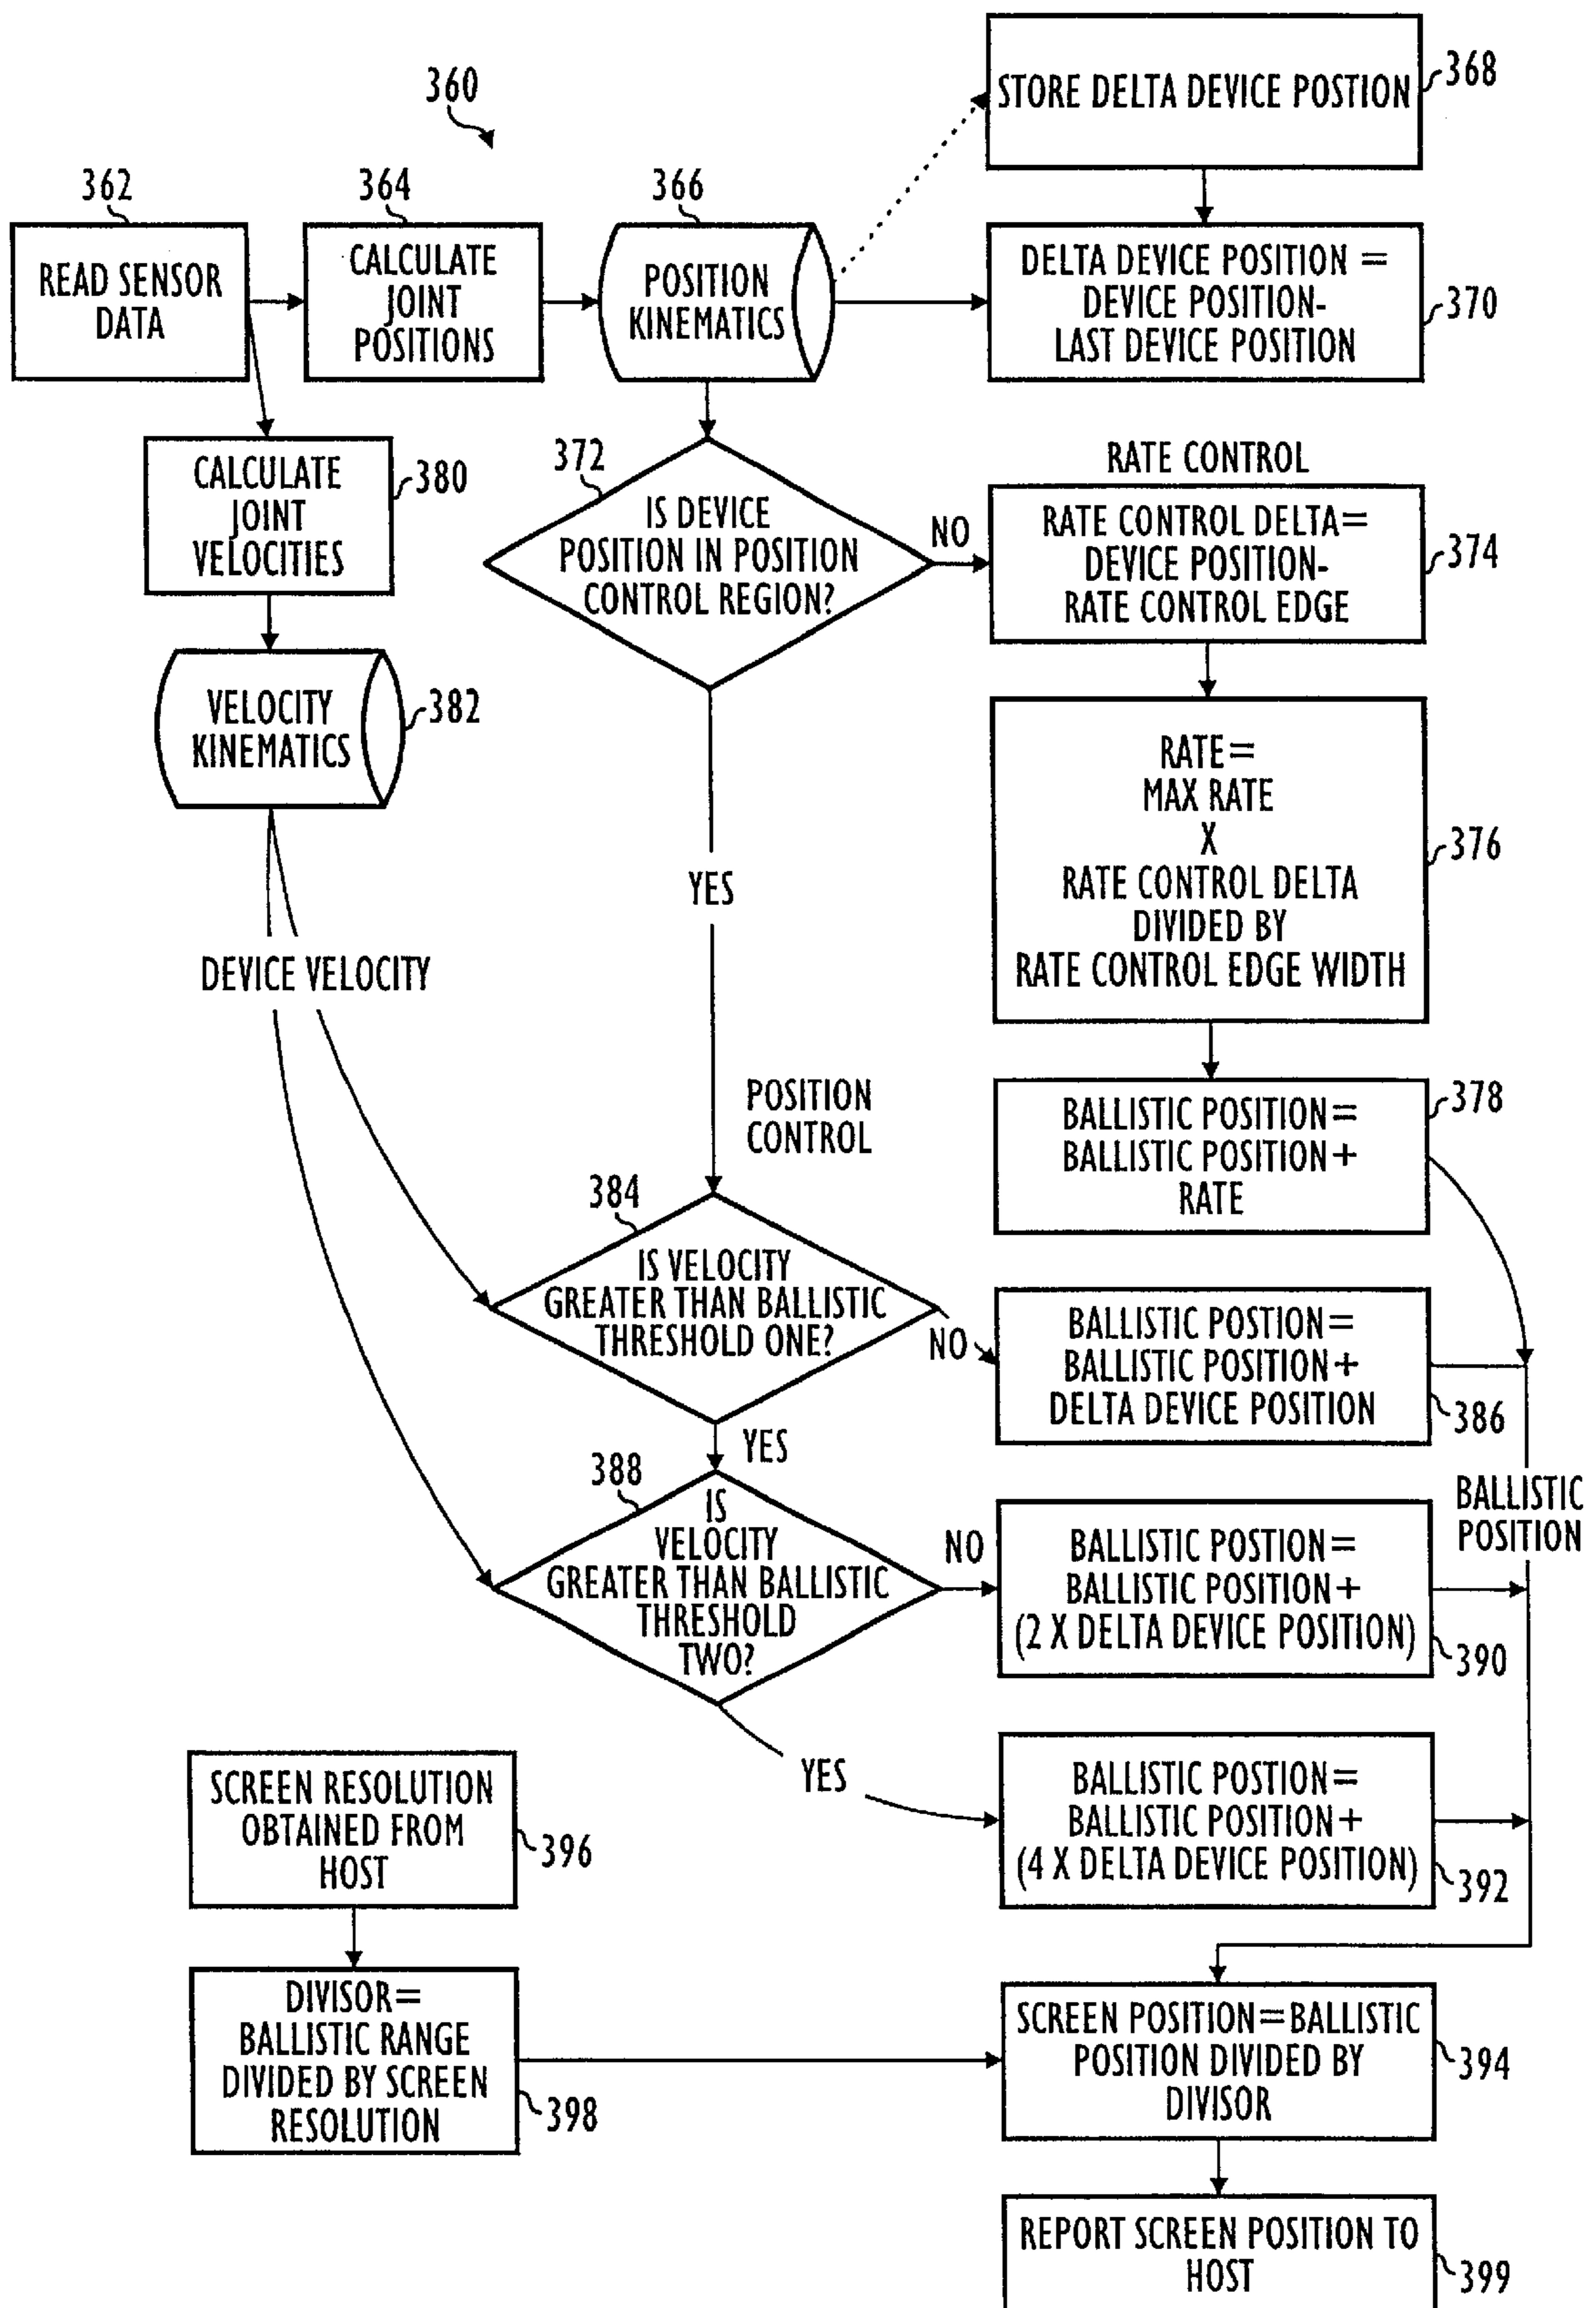 360
STORE DELTA DEVICE POSTION
368
362
READ SENSOR
DATA
364
CALCULATE
JOINT
POSITIONS
366
POSITION
KINEMATICS
DELTA DEVICE POSITION =
DEVICE POSITION-
LAST DEVICE POSITION
370
CALCULATE
JOINT
VELOCITIES
380
372
IS DEVICE
POSITION IN POSITION
CONTROL REGION?
NO
RATE CONTROL
RATE CONTROL DELTA=
DEVICE POSITION-
RATE CONTROL EDGE
374
VELOCITY
KINEMATICS
382
RATE=
MAX RATE
X
RATE CONTROL DELTA
DIVIDED BY
RATE CONTROL EDGE WIDTH
376
YES
DEVICE VELOCITY
POSITION
CONTROL
BALLISTIC POSITION=
BALLISTIC POSITION+
RATE
378
384
IS VELOCITY
GREATER THAN BALLISTIC
THRESHOLD ONE?
NO
BALLISTIC POSTION=
BALLISTIC POSITION+
DELTA DEVICE POSITION
386
YES
388
IS
VELOCITY
GREATER THAN BALLISTIC
THRESHOLD
TWO?
NO
BALLISTIC POSTION=
BALLISTIC POSITION+
(2 X DELTA DEVICE POSITION)
390
BALLISTIC
POSITION
YES
BALLISTIC POSTION=
BALLISTIC POSITION+
(4 X DELTA DEVICE POSITION)
392
SCREEN RESOLUTION
OBTAINED FROM
HOST
396
DIVISOR=
BALLISTIC RANGE
DIVIDED BY SCREEN
RESOLUTION
398
SCREEN POSITION=BALLISTIC
POSITION DIVIDED BY
DIVISOR
394
REPORT SCREEN POSITION TO
HOST
399